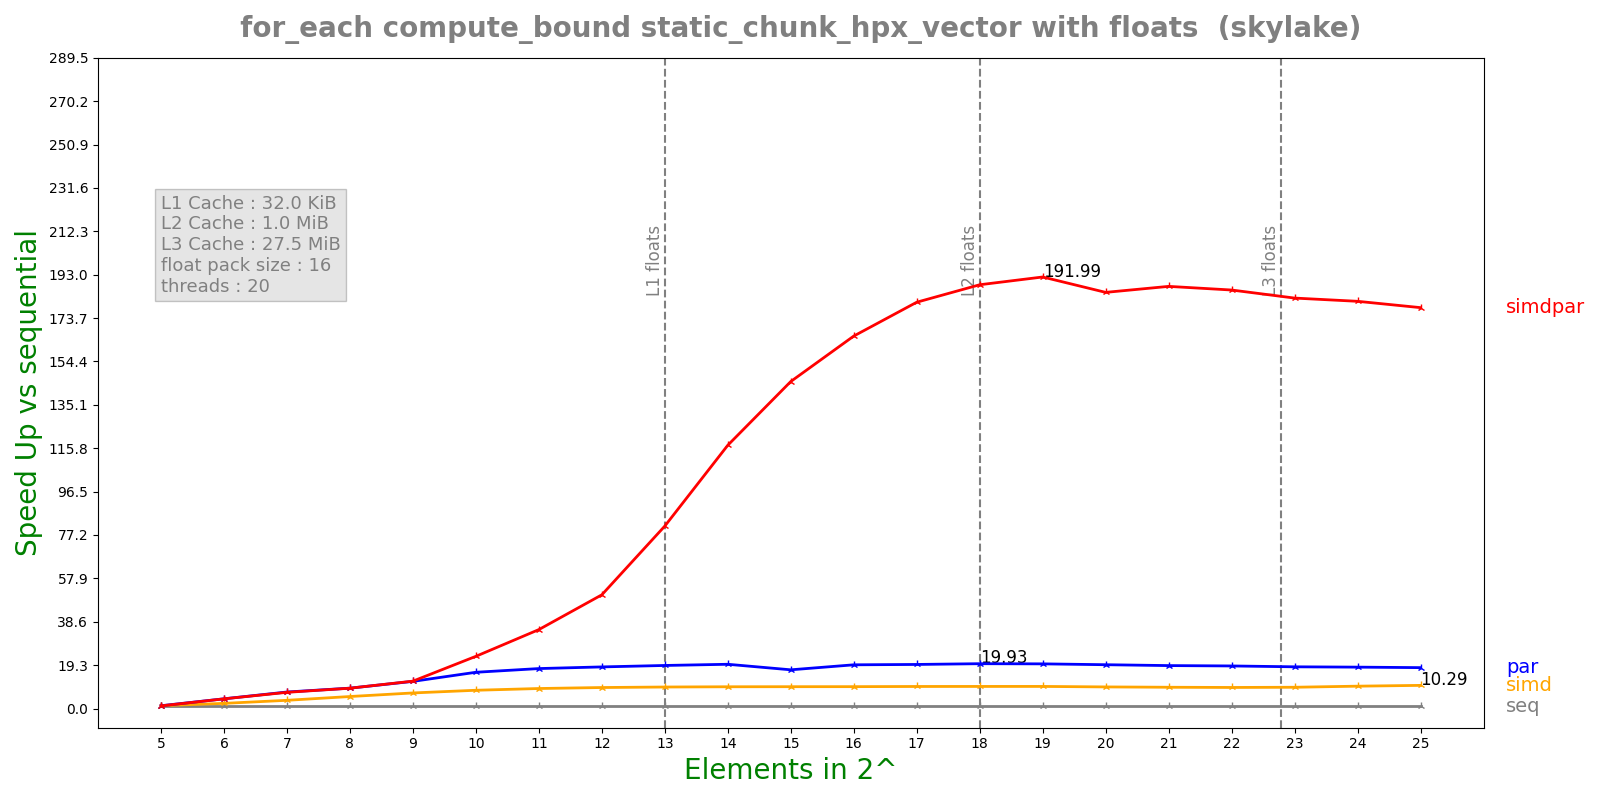 for_each compute_bound static_chunk_hpx_vector with floats (skylake)
Speed Up vs sequential
289.5
270.2
250.9
231.6
212.3
193.0
173.7
154.4
135.1
115.8
96.5
77.2
57.9
38.6
19.3
0.0
L1 Cache : 32.0 KiB
L2 Cache : 1.0 MiB
L3 Cache : 27.5 MiB
float pack size : 16
threads : 20
L1 floats
L2 floats
L3 floats
191.99
19.93
10.29
simdpar
par
simd
seq
5 6 7 8 9 10 11 12 13 14 15 16 17 18 19 20 21 22 23 24 25
Elements in 2^